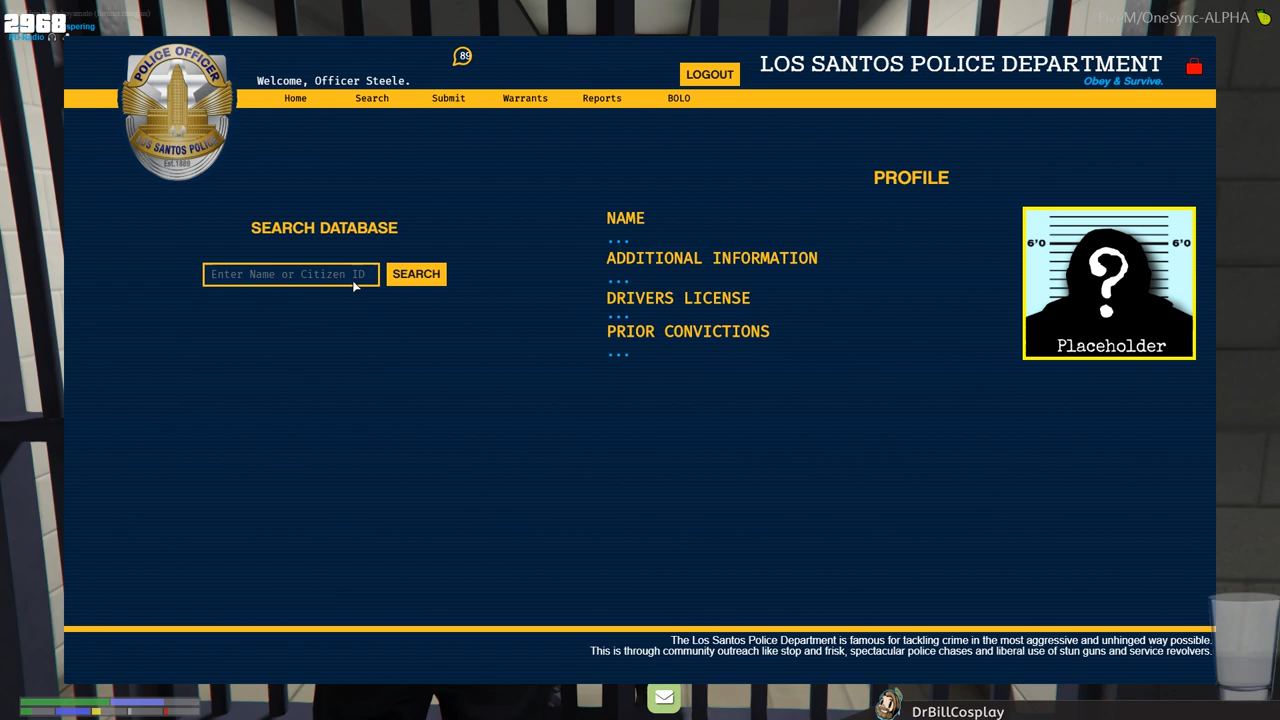 2968
spering
FiveM/OneSync-ALPHA
89
POLICE OFFICER
LOS SANTOS POLICE
Est.1880
Welcome, Officer Steele.
LOGOUT
LOS SANTOS POLICE DEPARTMENT
Obey & Survive.
Home Search Submit Warrants Reports BOLO
PROFILE
SEARCH DATABASE
Enter Name or Citizen ID
SEARCH
NAME
...
ADDITIONAL INFORMATION
...
DRIVERS LICENSE
...
PRIOR CONVICTIONS
...
6'0 6'0
?
Placeholder
The Los Santos Police Department is famous for tackling crime in the most aggressive and unhinged way possible.
This is through community outreach like stop and frisk, spectacular police chases and liberal use of stun guns and service revolvers.
DrBillCosplay